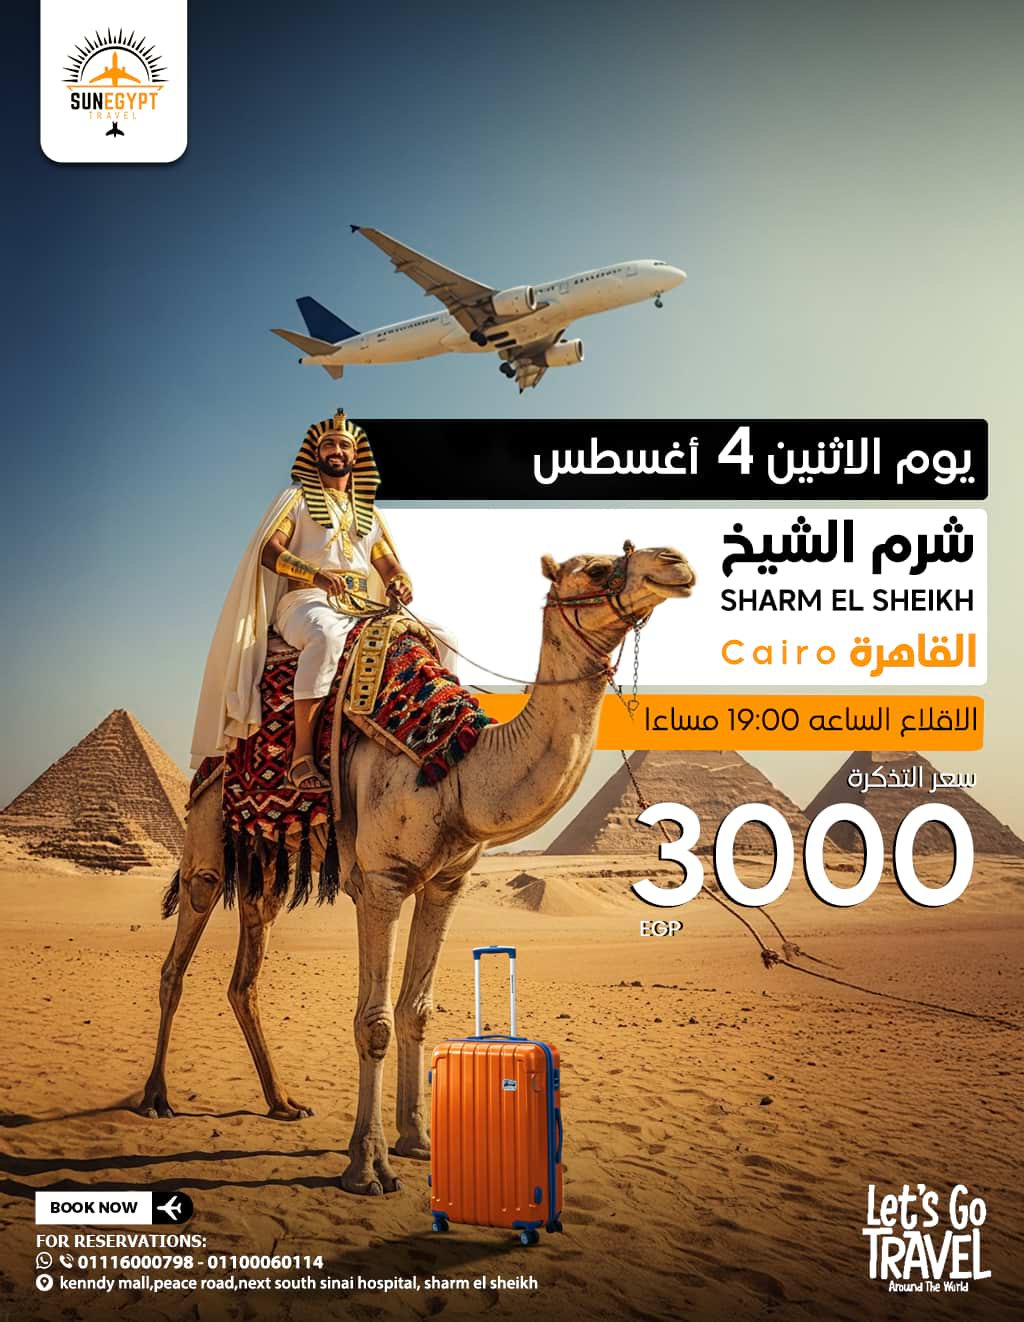 SUNEGYPT
TRAVEL
يوم الاثنين 4 أغسطس
شرم الشيخ
SHARM EL SHEIKH
القاهرة Cairo
الاقلاع الساعه 19:00 مساءا
سعر التذكرة
3000
EGP
BOOK NOW
FOR RESERVATIONS:
01116000798 - 01100060114
kenndy mall,peace road,next south sinai hospital, sharm el sheikh
Let's Go
TRAVEL
Around The World